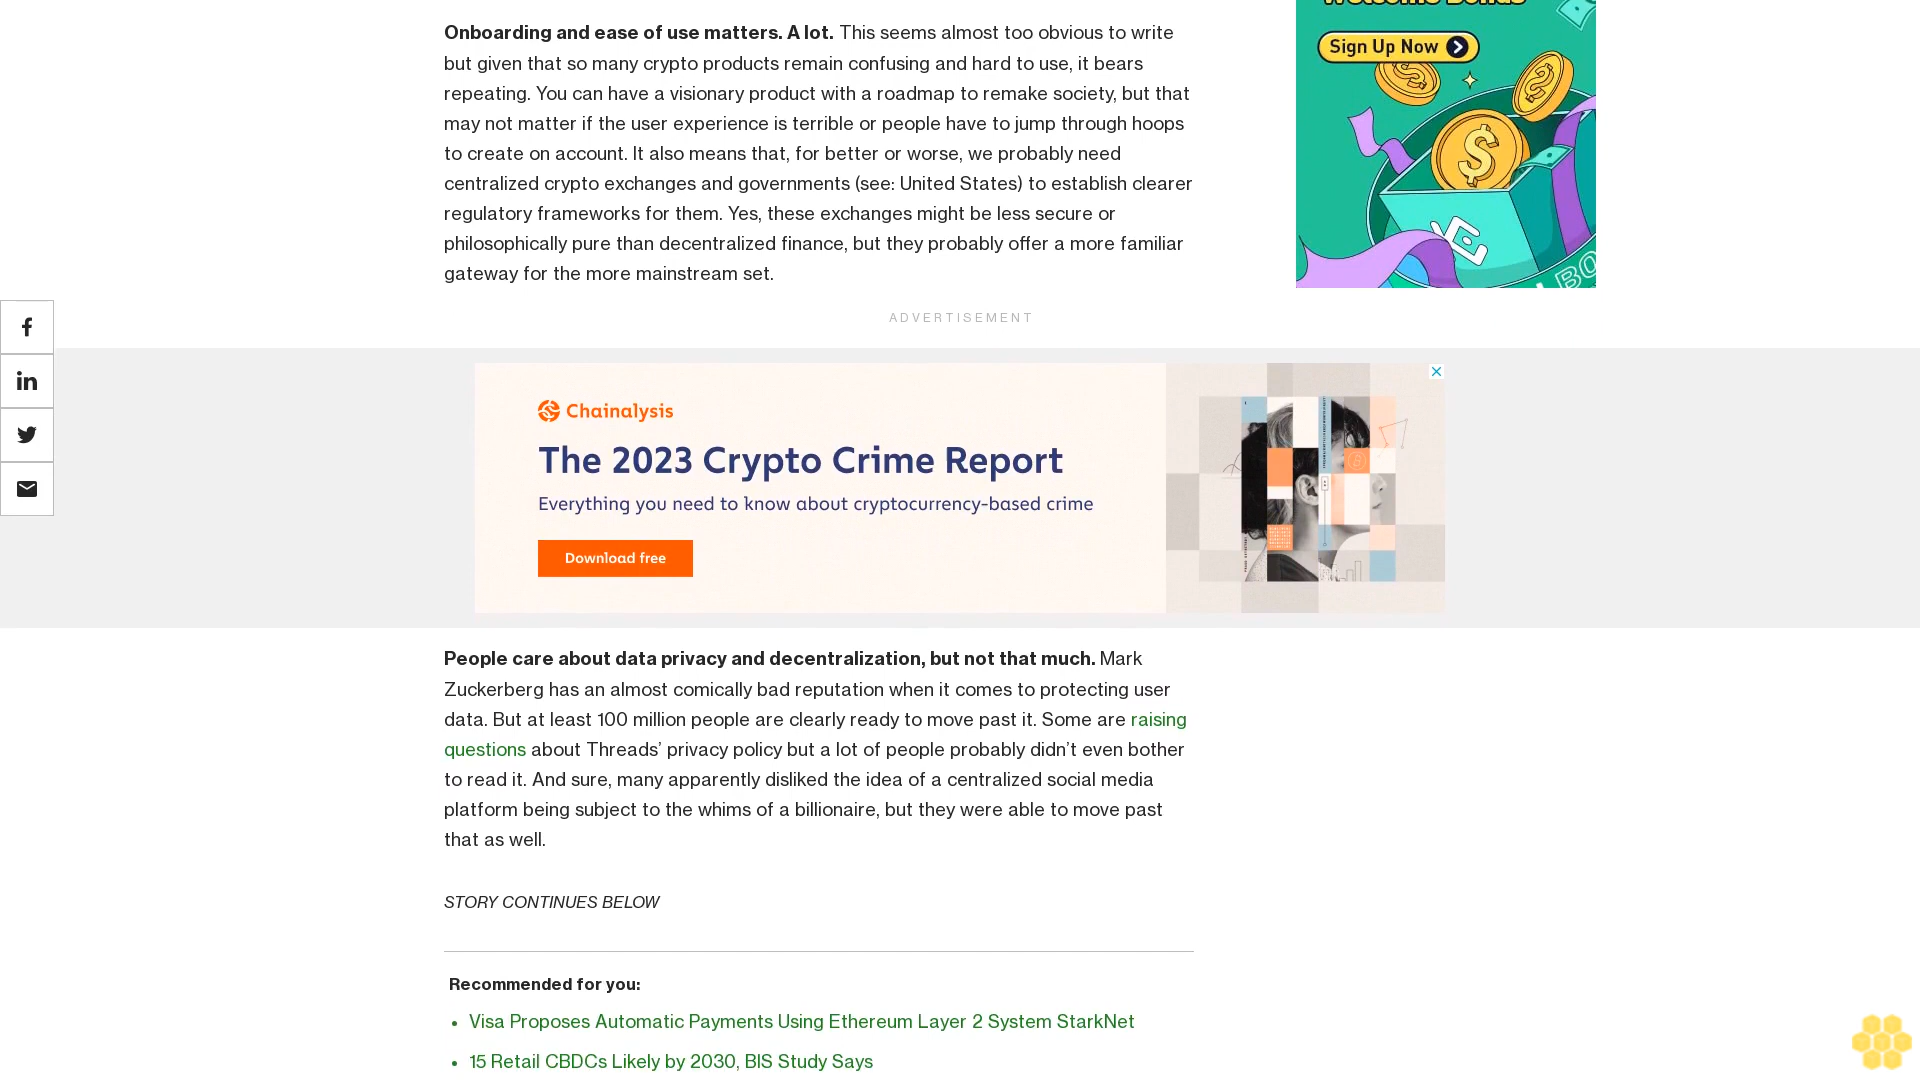 Welcome Bonus
Sign Up Now
Onboarding and ease of use matters. A lot. This seems almost too obvious to write
but given that so many crypto products remain confusing and hard to use, it bears
repeating. You can have a visionary product with a roadmap to remake society, but that
may not matter if the user experience is terrible or people have to jump through hoops
to create on account. It also means that, for better or worse, we probably need
centralized crypto exchanges and governments (see: United States) to establish clearer
regulatory frameworks for them. Yes, these exchanges might be less secure or
philosophically pure than decentralized finance, but they probably offer a more familiar
gateway for the more mainstream set.
ADVERTISEMENT
Chainalysis
The 2023 Crypto Crime Report
Everything you need to know about cryptocurrency-based crime
Download free
People care about data privacy and decentralization, but not that much. Mark
Zuckerberg has an almost comically bad reputation when it comes to protecting user
data. But at least 100 million people are clearly ready to move past it. Some are raising
questions about Threads’ privacy policy but a lot of people probably didn’t even bother
to read it. And sure, many apparently disliked the idea of a centralized social media
platform being subject to the whims of a billionaire, but they were able to move past
that as well.
STORY CONTINUES BELOW
Recommended for you:
Visa Proposes Automatic Payments Using Ethereum Layer 2 System StarkNet
15 Retail CBDCs Likely by 2030, BIS Study Says